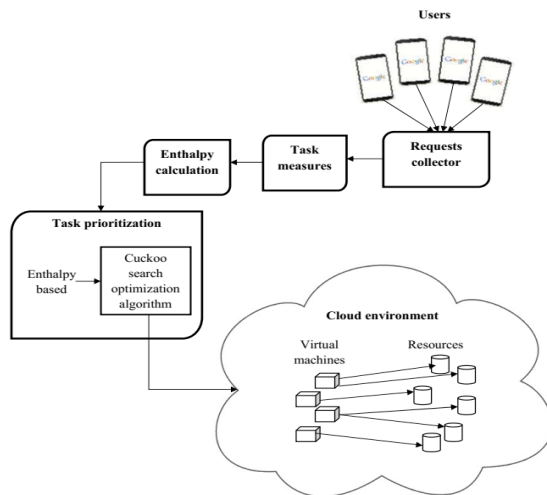 Users
Google
Google
Google
Google
Enthalpy
calculation
Task
measures
Requests
collector
Task prioritization
Enthalpy
based
Cuckoo
search
optimization
algorithm
Cloud environment
Virtual
machines
Resources